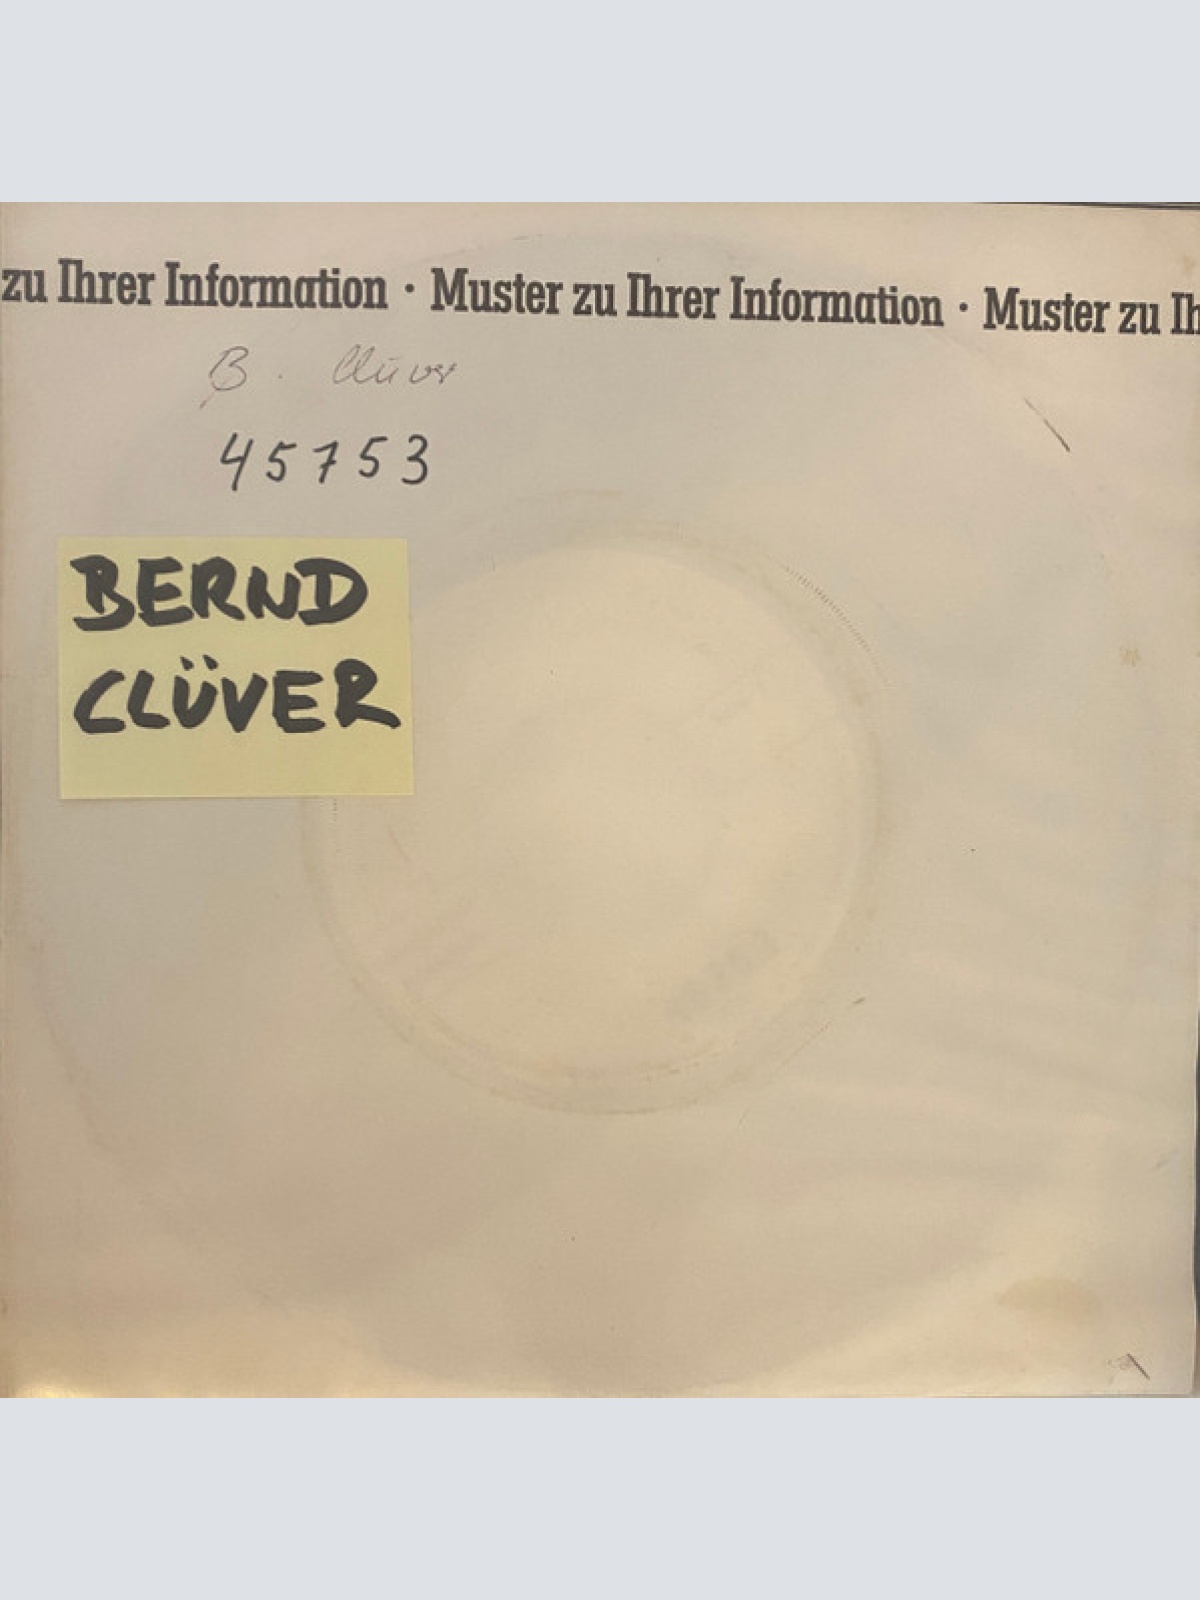 zu Ihrer Information · Muster zu Ihrer Information · Muster zu Ih
B. Clüver
45753
BERND
CLÜVER